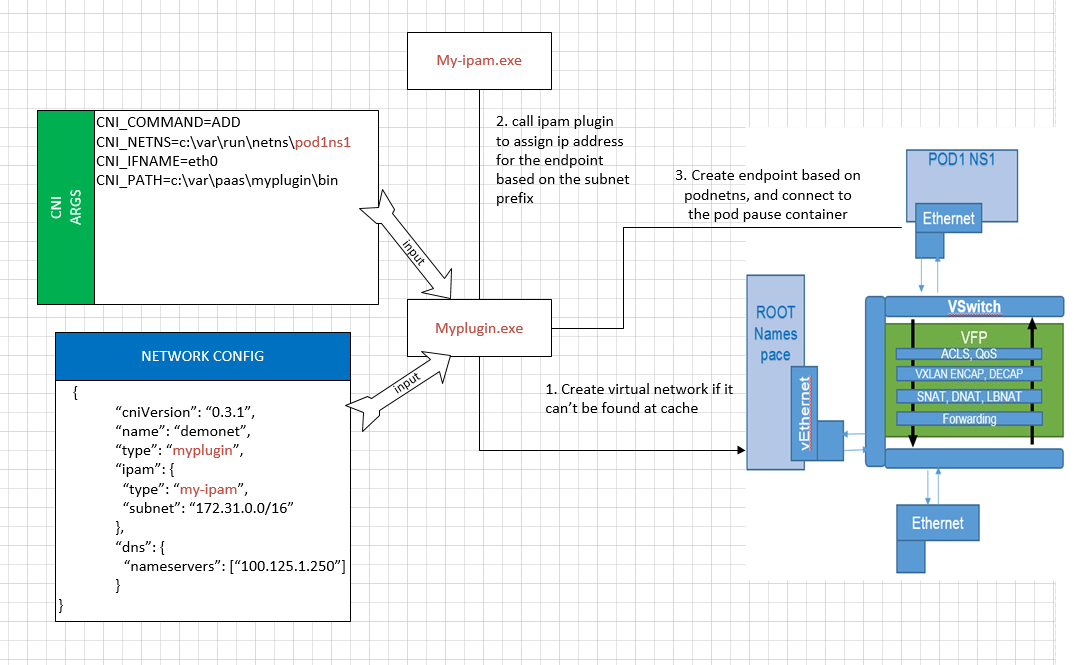 My-ipam.exe
CNI ARGS
CNI_COMMAND=ADD
CNI_NETNS=c:\var\run\netns\pod1ns1
CNI_IFNAME=eth0
CNI_PATH=c:\var\paas\myplugin\bin
2. call ipam plugin
to assign ip address
for the endpoint
based on the subnet
prefix
3. Create endpoint based on
podnetns, and connect to
the pod pause container
POD1 NS1
Ethernet
input
Myplugin.exe
input
NETWORK CONFIG
{
“cniVersion”: “0.3.1”,
“name”: “demonet”,
“type”: “myplugin”,
“ipam”: {
“type”: “my-ipam”,
“subnet”: “172.31.0.0/16”
},
“dns”: {
“nameservers”: [“100.125.1.250”]
}
}
1. Create virtual network if it
can’t be found at cache
ROOT
Names
pace
vEthernet
VSwitch
VFP
ACLS, QoS
VXLAN ENCAP, DECAP
SNAT, DNAT, LBNAT
Forwarding
Ethernet